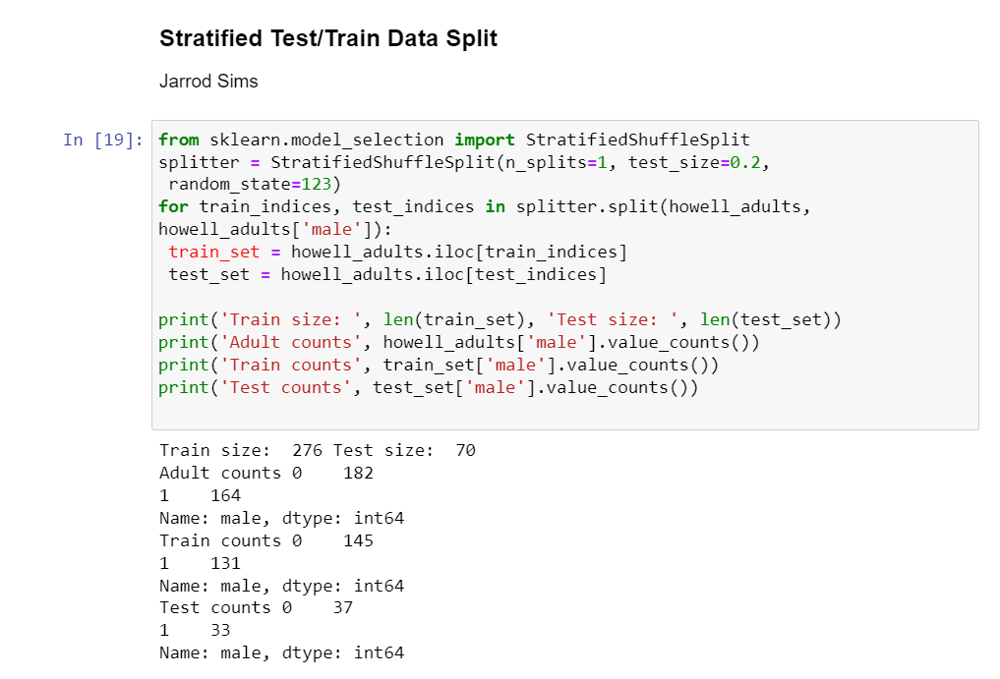 Stratified Test/Train Data Split
Jarrod Sims
In [19]: from sklearn.model_selection import StratifiedShuffleSplit
splitter = StratifiedShuffleSplit(n_splits=1, test_size=0.2,
 random_state=123)
for train_indices, test_indices in splitter.split(howell_adults,
howell_adults['male']):
 train_set = howell_adults.iloc[train_indices]
 test_set = howell_adults.iloc[test_indices]

print('Train size: ', len(train_set), 'Test size: ', len(test_set))
print('Adult counts', howell_adults['male'].value_counts())
print('Train counts', train_set['male'].value_counts())
print('Test counts', test_set['male'].value_counts())

Train size:  276 Test size:  70
Adult counts 0    182
1    164
Name: male, dtype: int64
Train counts 0    145
1    131
Name: male, dtype: int64
Test counts 0    37
1    33
Name: male, dtype: int64